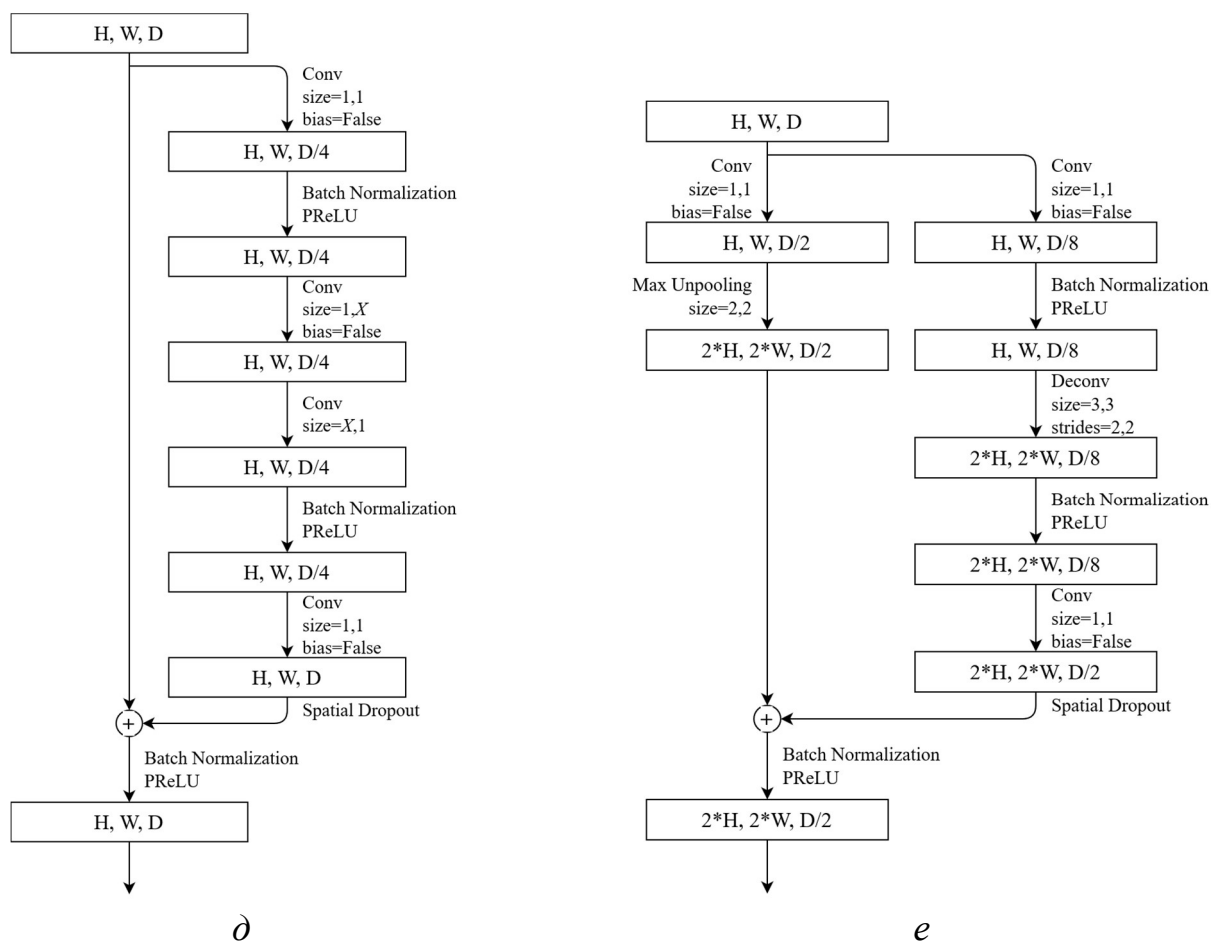 H, W, D
Conv
size=1,1
bias=False
H, W, D/4
Batch Normalization
PReLU
H, W, D/4
Conv
size=1,X
bias=False
H, W, D/4
Conv
size=X,1
H, W, D/4
Batch Normalization
PReLU
H, W, D/4
Conv
size=1,1
bias=False
H, W, D
Spatial Dropout
+
Batch Normalization
PReLU
H, W, D
д
H, W, D
Conv
size=1,1
bias=False
H, W, D/2
Max Unpooling
size=2,2
2*H, 2*W, D/2
Conv
size=1,1
bias=False
H, W, D/8
Batch Normalization
PReLU
H, W, D/8
Deconv
size=3,3
strides=2,2
2*H, 2*W, D/8
Batch Normalization
PReLU
2*H, 2*W, D/8
Conv
size=1,1
bias=False
2*H, 2*W, D/2
Spatial Dropout
+
Batch Normalization
PReLU
2*H, 2*W, D/2
е